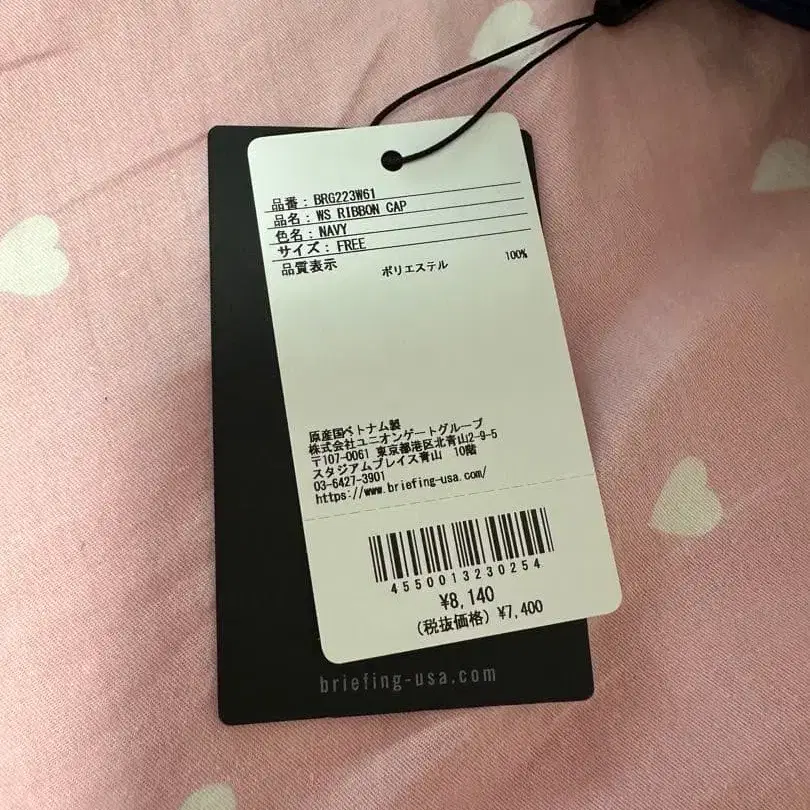 品番：BRG223W61
品名：WS RIBBON CAP
色名：NAVY
サイズ：FREE
品質表示 ポリエステル 100%
原産国ベトナム製
株式会社ユニオンゲートグループ
〒107-0061 東京都港区北青山2-9-5
スタジアムプレイス青山 10階
03-6427-3901
https://www.briefing-usa.com/
4550013230254
¥8,140
(税抜価格) ¥7,400
briefing-usa.com